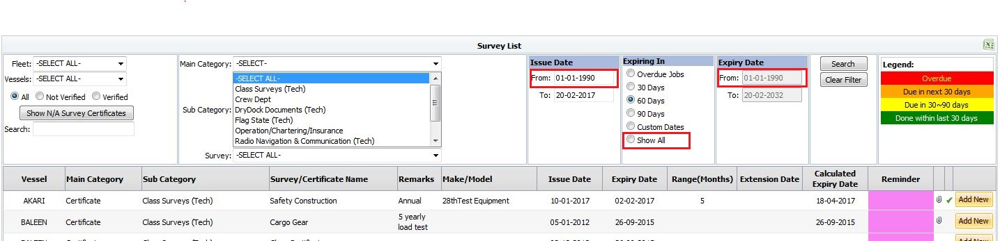 Survey List
Fleet: -SELECT ALL-
Vessels: -SELECT ALL-
All Not Verified Verified
Show N/A Survey Certificates
Search:
Main Category: -SELECT-
-SELECT ALL-
Class Surveys (Tech)
Crew Dept
Sub Category: DryDock Documents (Tech)
Flag State (Tech)
Operation/Chartering/Insurance
Radio Navigation & Communication (Tech)
Survey: -SELECT ALL-
Issue Date
From: 01-01-1990
To: 20-02-2017
Expiring In
Overdue Jobs
30 Days
60 Days
90 Days
Custom Dates
Show All
Expiry Date
From: 01-01-1990
To: 20-02-2032
Search
Clear Filter
Legend:
Overdue
Due in next 30 days
Due in 30~90 days
Done within last 30 days
Vessel Main Category Sub Category Survey/Certificate Name Remarks Make/Model Issue Date Expiry Date Range(Months) Extension Date Calculated Expiry Date Reminder
AKARI Certificate Class Surveys (Tech) Safety Construction Annual 28thTest Equipment 10-01-2017 02-02-2017 5 18-04-2017 Add New
BALEEN Certificate Class Surveys (Tech) Cargo Gear 5 yearly load test 05-01-2012 26-09-2015 26-09-2015 Add New